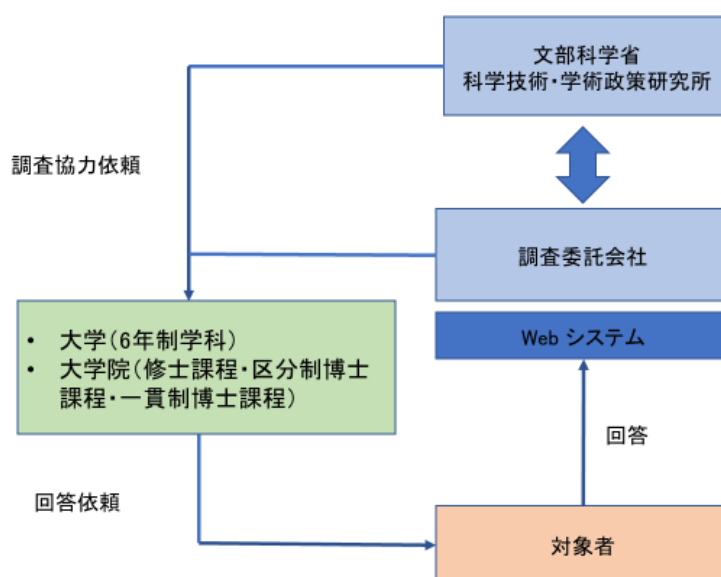 文部科学省
科学技術・学術政策研究所
調査協力依頼
調査委託会社
• 大学(6年制学科)
• 大学院(修士課程・区分制博士
課程・一貫制博士課程)
Web システム
回答
回答依頼
対象者